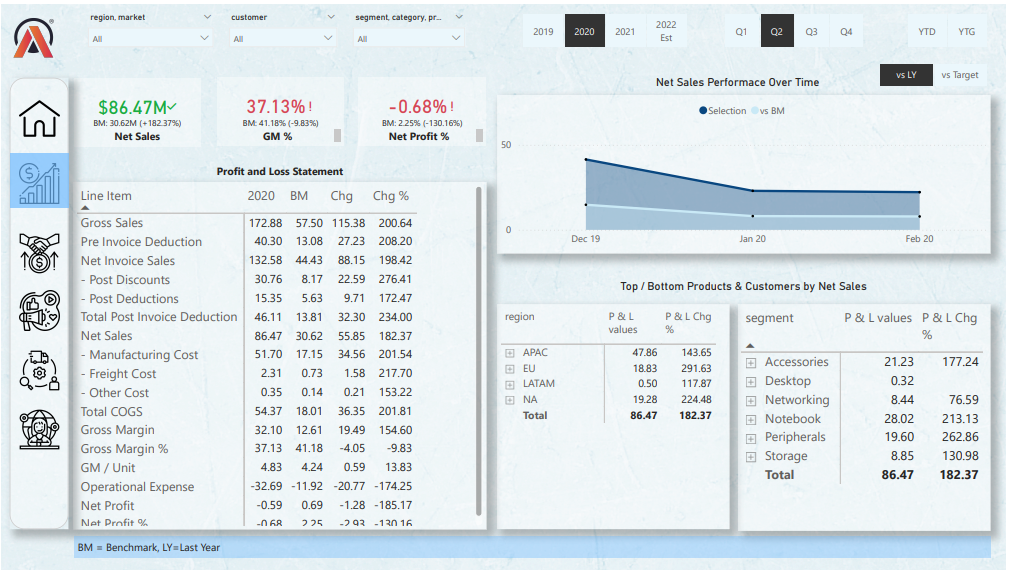 region, market customer segment, category, pr...
All All All
2019 2020 2021 2022 Est
Q1 Q2 Q3 Q4
YTD YTG
vs LY vs Target
$86.47M
BM: 30.62M (+182.37%)
Net Sales
37.13% !
BM: 41.18% (-9.83%)
GM %
-0.68% !
BM: 2.25% (-130.16%)
Net Profit %
Net Sales Performace Over Time
Selection vs BM
50
0
Dec 19 Jan 20 Feb 20
Profit and Loss Statement
Line Item 2020 BM Chg Chg %
Gross Sales 172.88 57.50 115.38 200.64
Pre Invoice Deduction 40.30 13.08 27.23 208.20
Net Invoice Sales 132.58 44.43 88.15 198.42
- Post Discounts 30.76 8.17 22.59 276.41
- Post Deductions 15.35 5.63 9.71 172.47
Total Post Invoice Deduction 46.11 13.81 32.30 234.00
Net Sales 86.47 30.62 55.85 182.37
- Manufacturing Cost 51.70 17.15 34.56 201.54
- Freight Cost 2.31 0.73 1.58 217.70
- Other Cost 0.35 0.14 0.21 153.22
Total COGS 54.37 18.01 36.35 201.81
Gross Margin 32.10 12.61 19.49 154.60
Gross Margin % 37.13 41.18 -4.05 -9.83
GM / Unit 4.83 4.24 0.59 13.83
Operational Expense -32.69 -11.92 -20.77 -174.25
Net Profit -0.59 0.69 -1.28 -185.17
Net Profit % -0.68 2.25 -2.93 -130.16
Top / Bottom Products & Customers by Net Sales
region P & L values P & L Chg %
APAC 47.86 143.65
EU 18.83 291.63
LATAM 0.50 117.87
NA 19.28 224.48
Total 86.47 182.37
segment P & L values P & L Chg %
Accessories 21.23 177.24
Desktop 0.32
Networking 8.44 76.59
Notebook 28.02 213.13
Peripherals 19.60 262.86
Storage 8.85 130.98
Total 86.47 182.37
BM = Benchmark, LY=Last Year